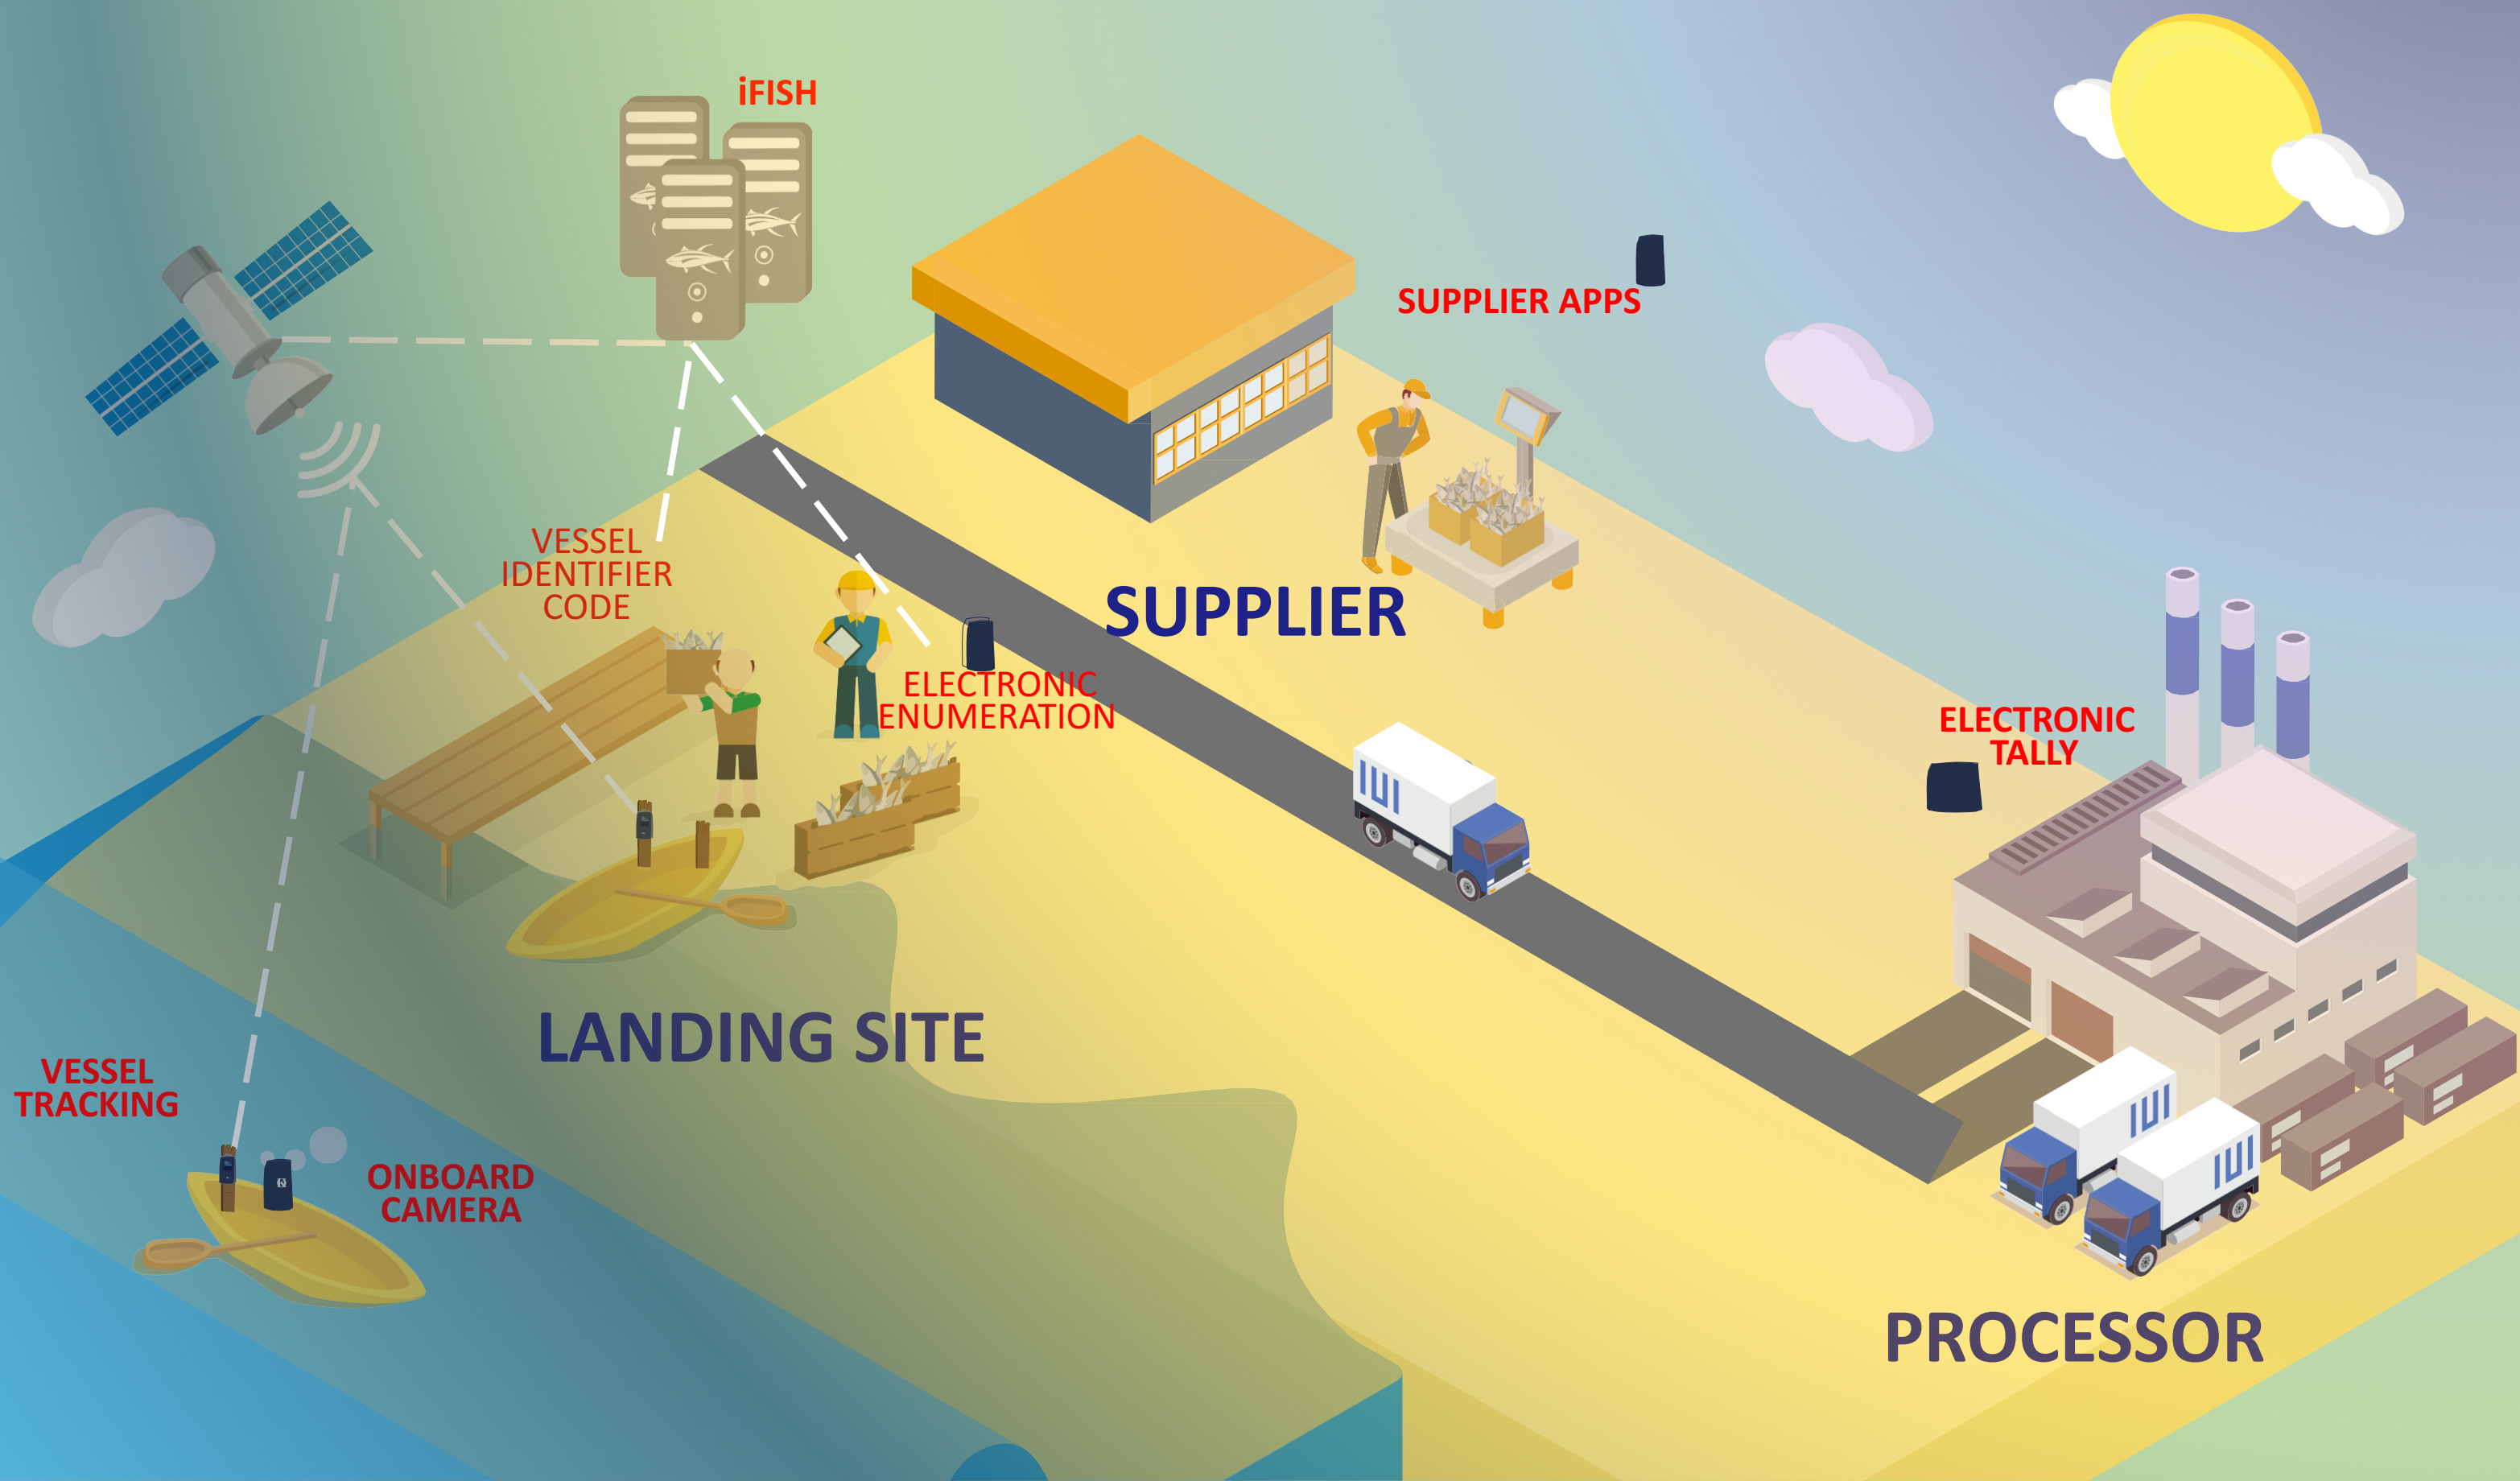 iFISH
SUPPLIER APPS
VESSEL
IDENTIFIER
CODE
SUPPLIER
ELECTRONIC
ENUMERATION
ELECTRONIC
TALLY
LANDING SITE
VESSEL
TRACKING
ONBOARD
CAMERA
PROCESSOR